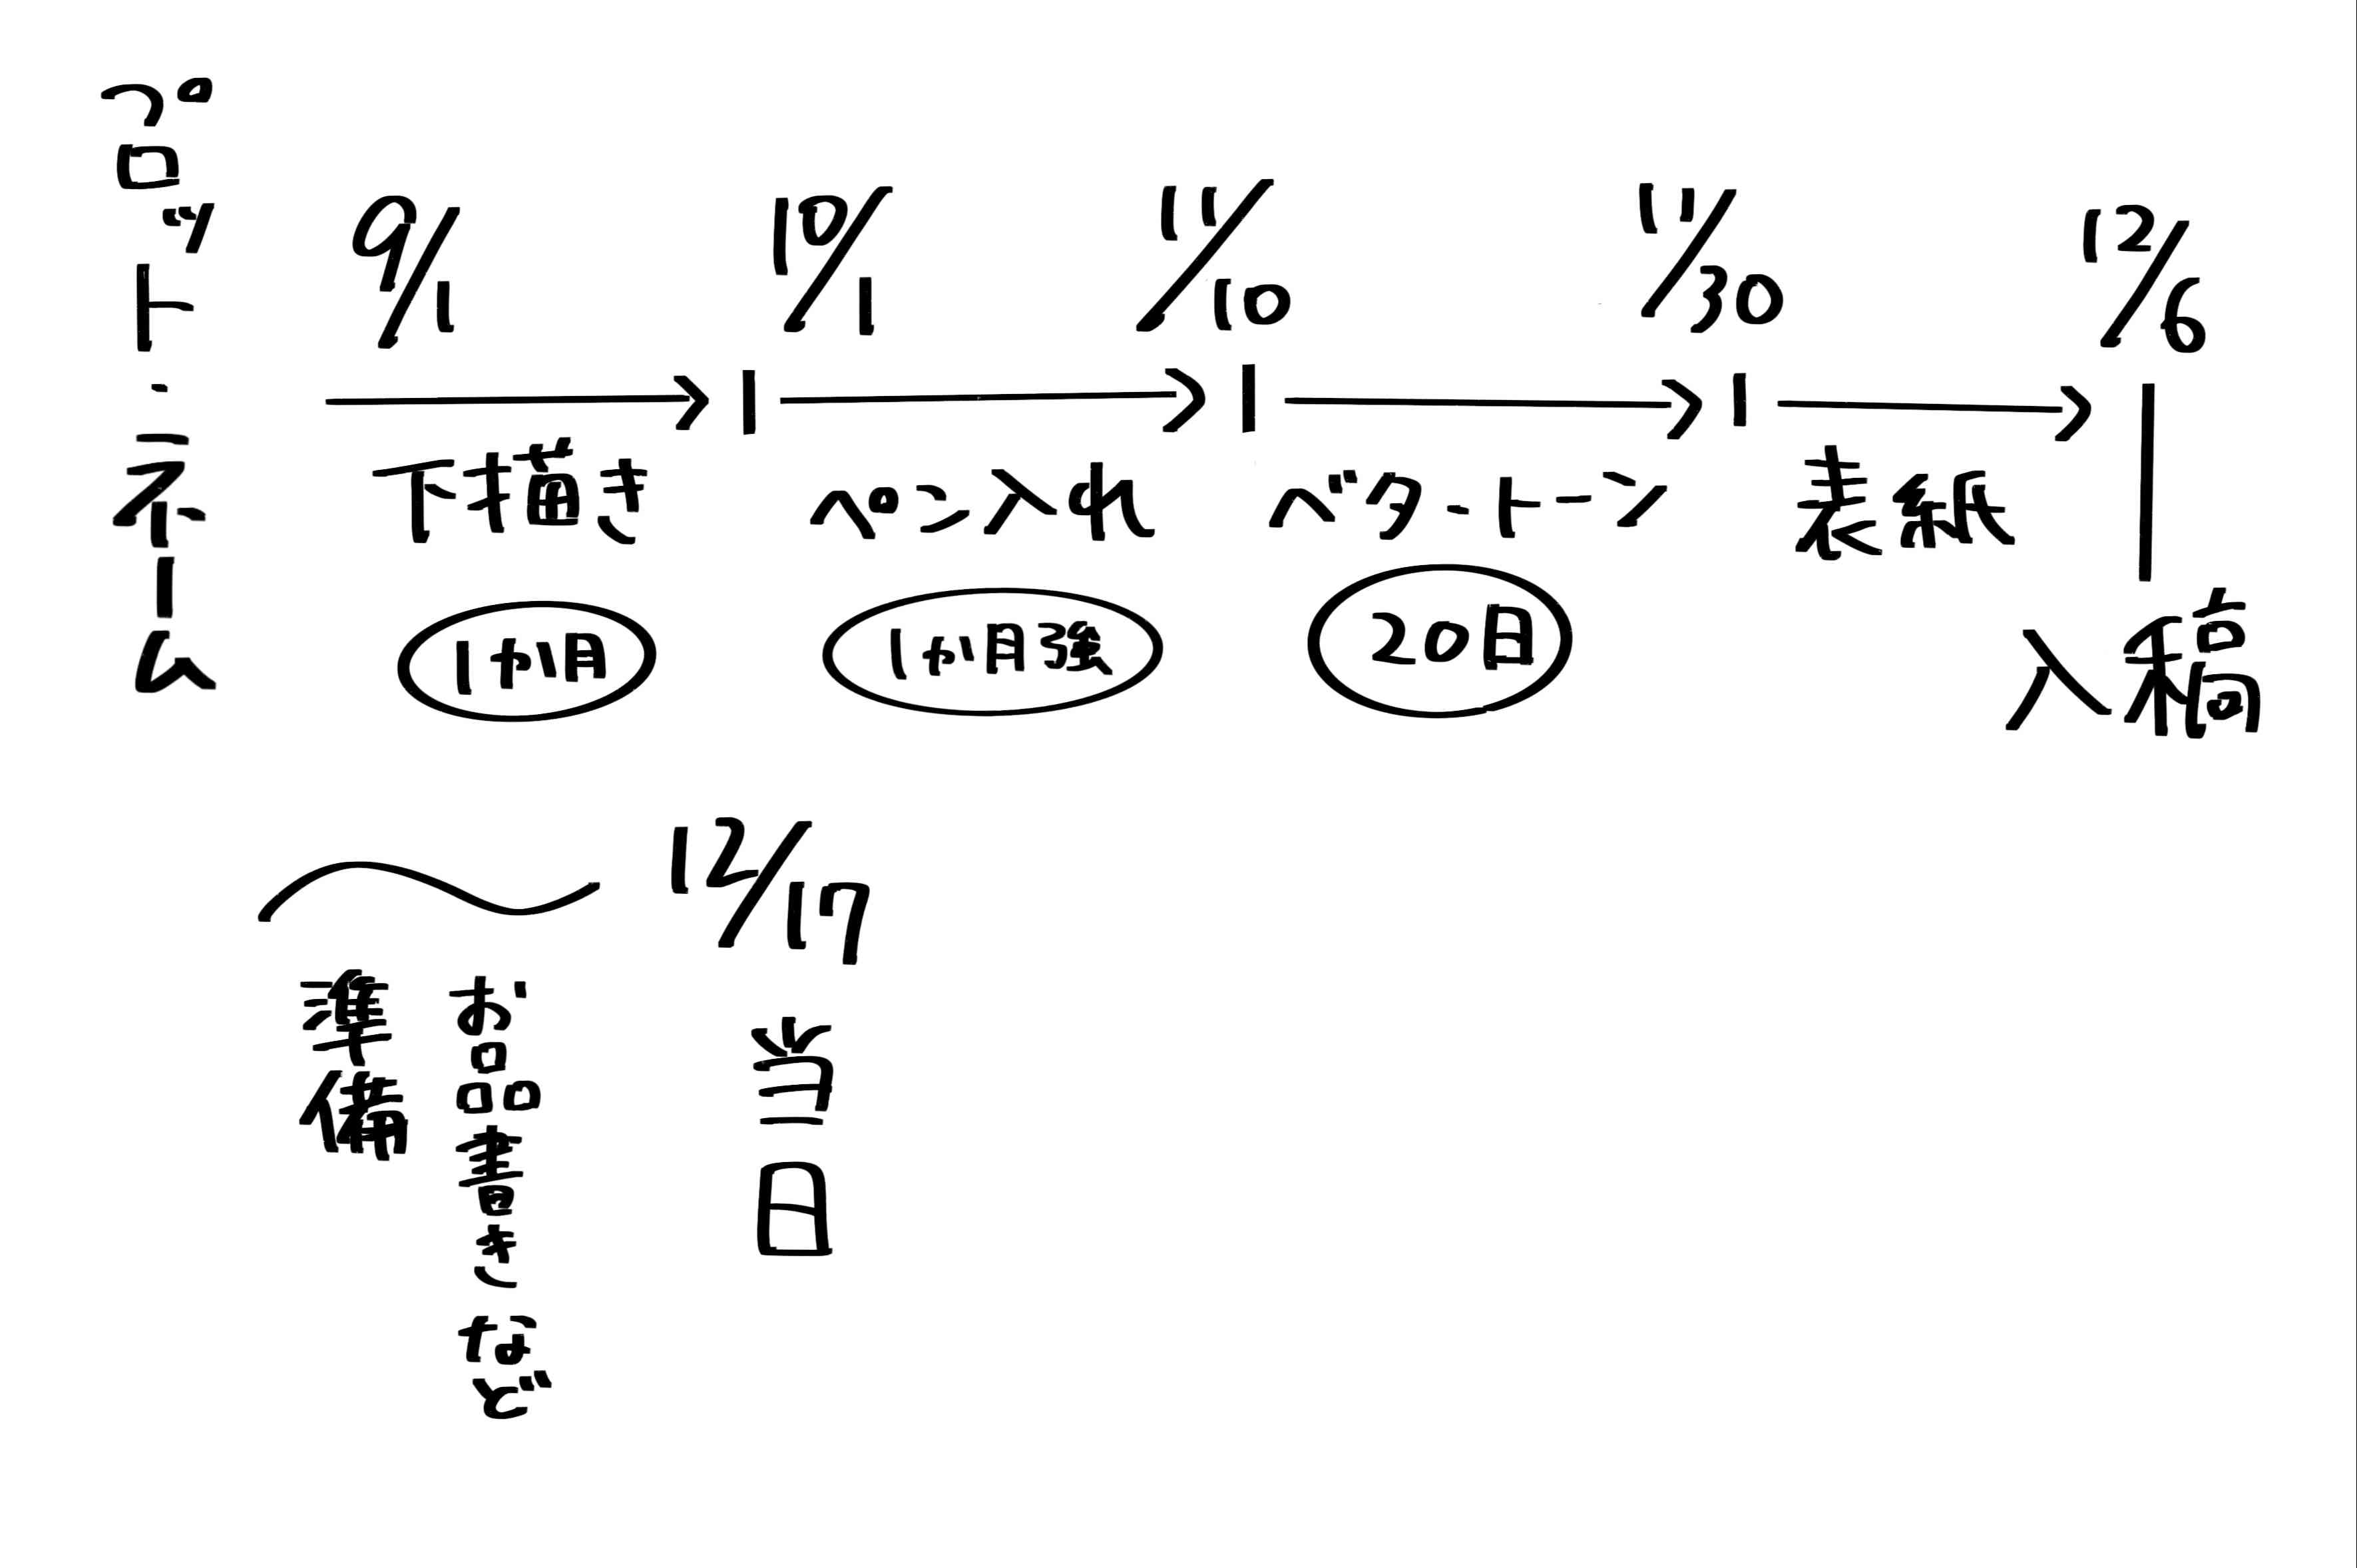 プロット・ネーム
9/1
10/1
11/10
11/30
12/6
下描き
ペン入れ
ベタ・トーン
表紙
1か月
1か月強
20日
入稿
〜
12/17
お品書きなど
準備
当日